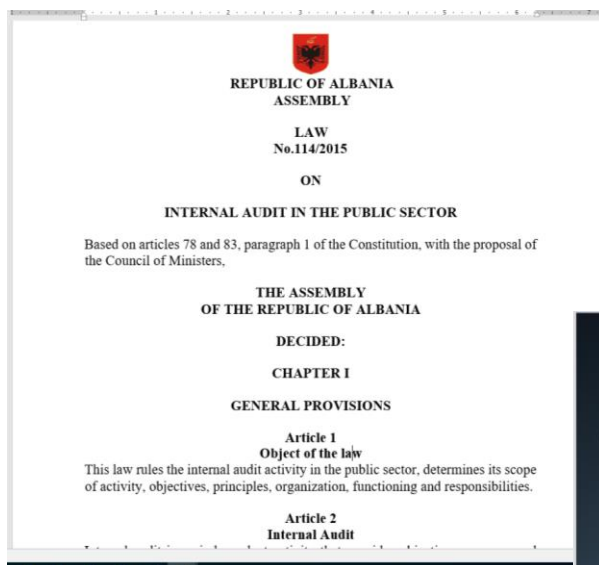 REPUBLIC OF ALBANIA
ASSEMBLY
LAW
No.114/2015
ON
INTERNAL AUDIT IN THE PUBLIC SECTOR
Based on articles 78 and 83, paragraph 1 of the Constitution, with the proposal of
the Council of Ministers,
THE ASSEMBLY
OF THE REPUBLIC OF ALBANIA
DECIDED:
CHAPTER I
GENERAL PROVISIONS
Article 1
Object of the law
This law rules the internal audit activity in the public sector, determines its scope
of activity, objectives, principles, organization, functioning and responsibilities.
Article 2
Internal Audit